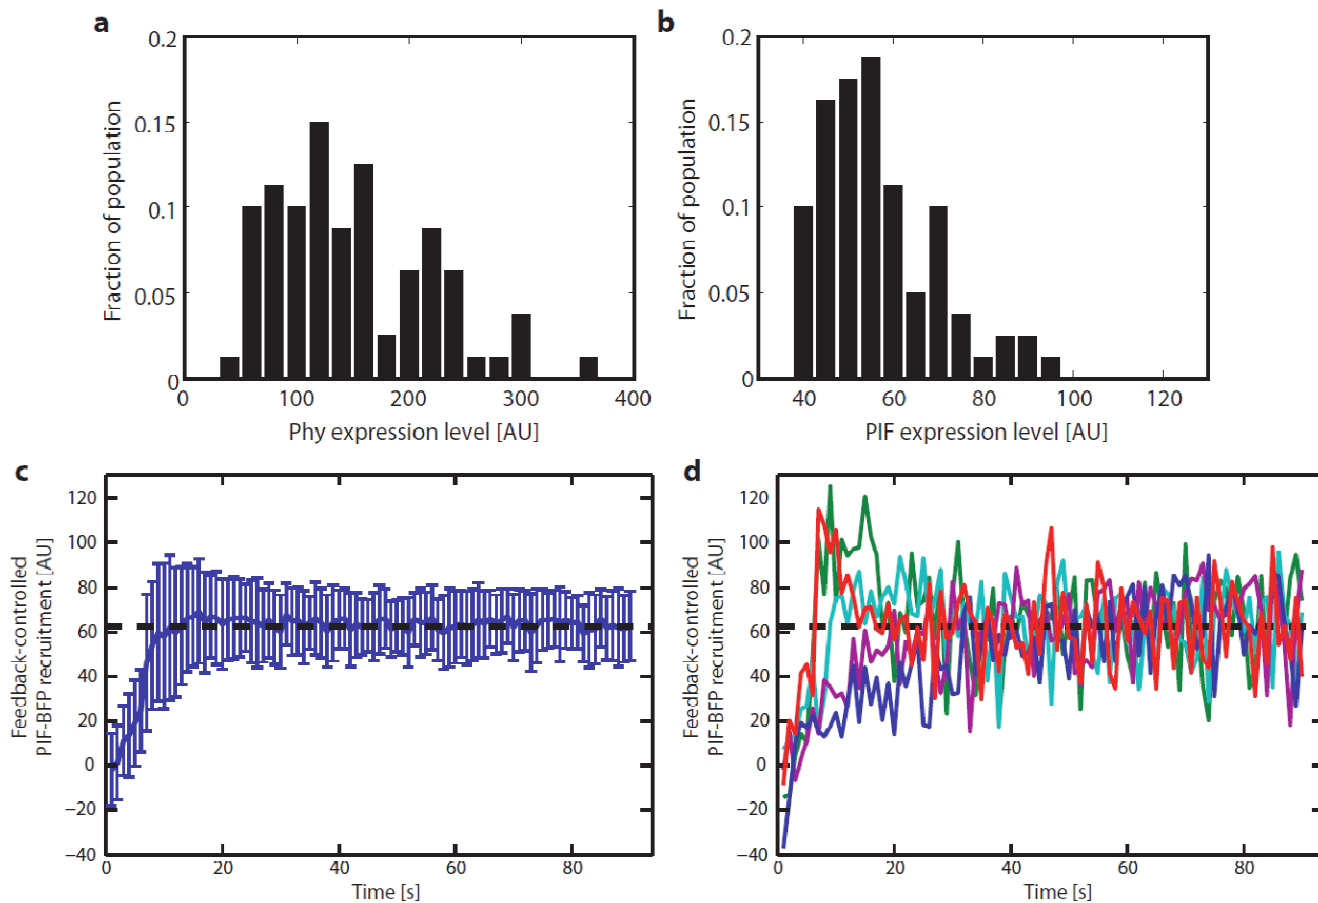 a
0.2
0.15
0.1
0.05
0
0 100 200 300 400
Fraction of population
Phy expression level [AU]
b
0.2
0.15
0.1
0.05
0
40 60 80 100 120
Fraction of population
PIF expression level [AU]
c
120
100
80
60
40
20
0
−20
−40
0 20 40 60 80
Feedback-controlled
PIF-BFP recruitment [AU]
Time [s]
d
120
100
80
60
40
20
0
−20
−40
0 20 40 60 80
Feedback-controlled
PIF-BFP recruitment [AU]
Time [s]